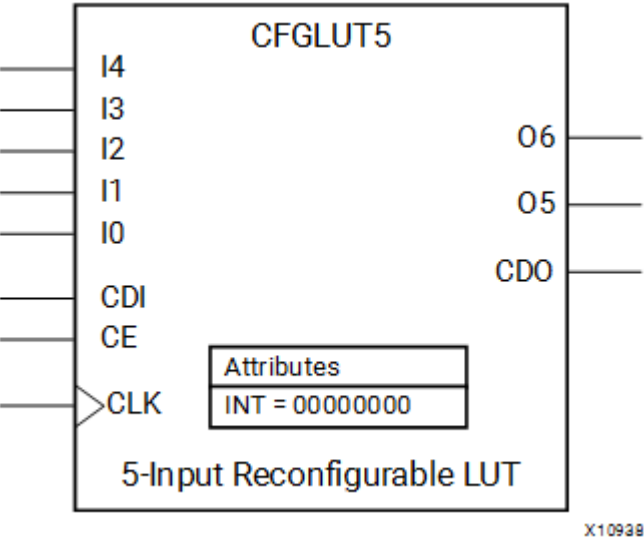 CFGLUT5
I4
I3
I2
I1
I0
CDI
CE
CLK
O6
O5
CDO
Attributes
INT = 00000000
5-Input Reconfigurable LUT
X10938